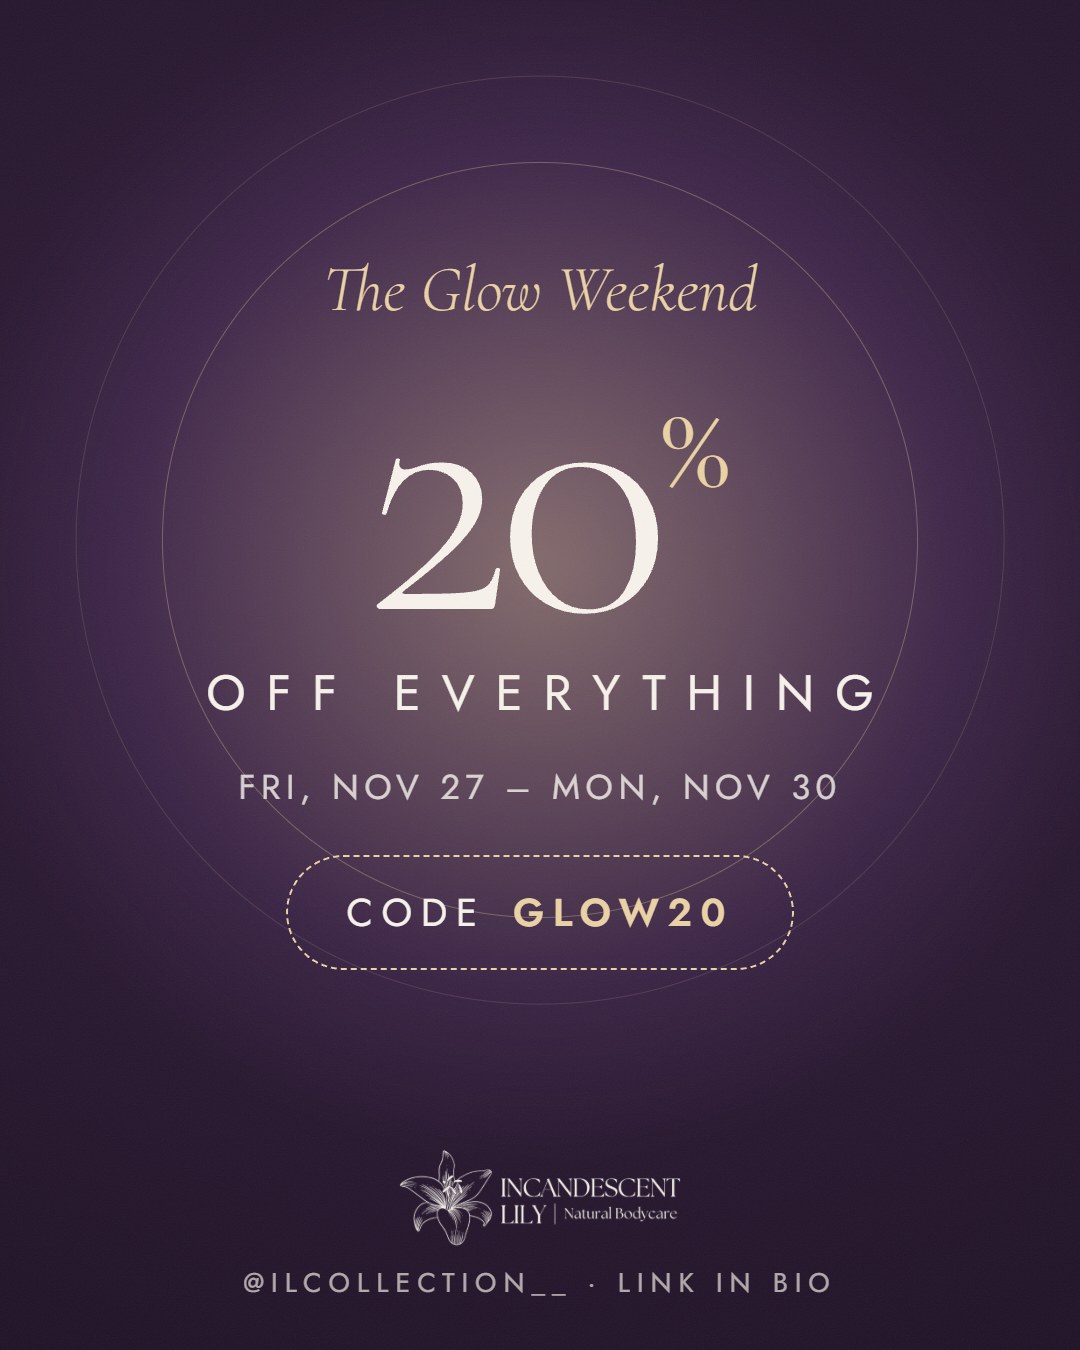 The Glow Weekend
20%
OFF EVERYTHING
FRI, NOV 27 – MON, NOV 30
CODE GLOW20
INCANDESCENT
LILY | Natural Bodycare
@ILCOLLECTION__ · LINK IN BIO